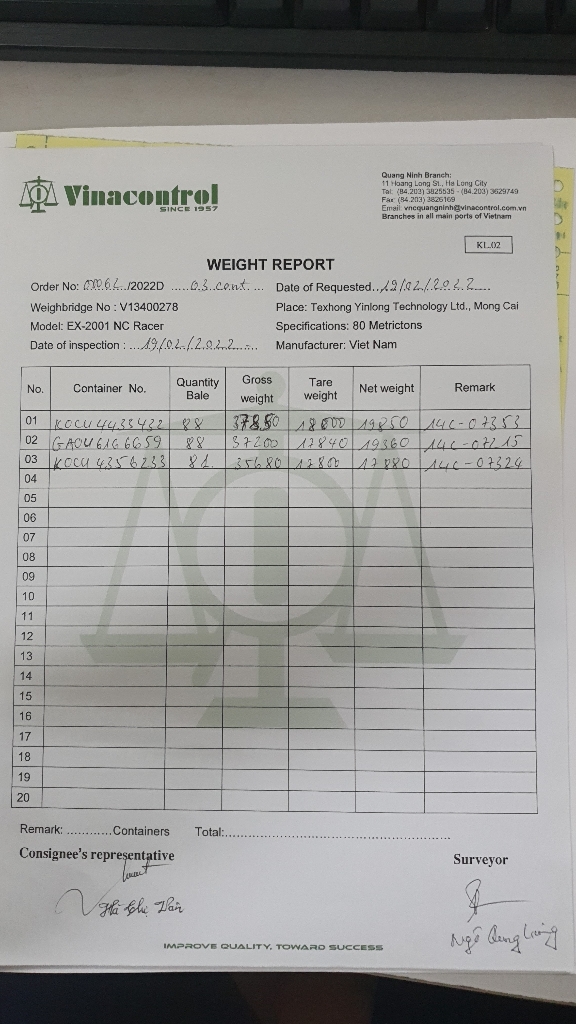 Vinacontrol
SINCE 1957
Quang Ninh Branch:
11 Hoang Long St., Ha Long City
Tel: (84.203) 3825535 - (84.203) 3629749
Fax: (84.203) 3826169
Email: vncquangninh@vinacontrol.com.vn
Branches in all main ports of Vietnam
KL.02
WEIGHT REPORT
Order No: 00062 /2022D ..... 03 cont ... Date of Requested..19/02/2022....
Weighbridge No : V13400278 Place: Texhong Yinlong Technology Ltd., Mong Cai
Model: EX-2001 NC Racer Specifications: 80 Metrictons
Date of inspection : ...19/02/2022..... Manufacturer: Viet Nam
No. Container No. Quantity Bale Gross weight Tare weight Net weight Remark
01 KOCU 4433432 88 37850 18000 19850 14C-07353
02 GAOU6166059 88 37200 17840 19360 14C-07215
03 KOCU 4356233 81 35680 17800 17880 14C-07324
04
05
06
07
08
09
10
11
12
13
14
15
16
17
18
19
20
Remark: ............Containers Total:....................................................
Consignee's representative Surveyor
IMPROVE QUALITY, TOWARD SUCCESS